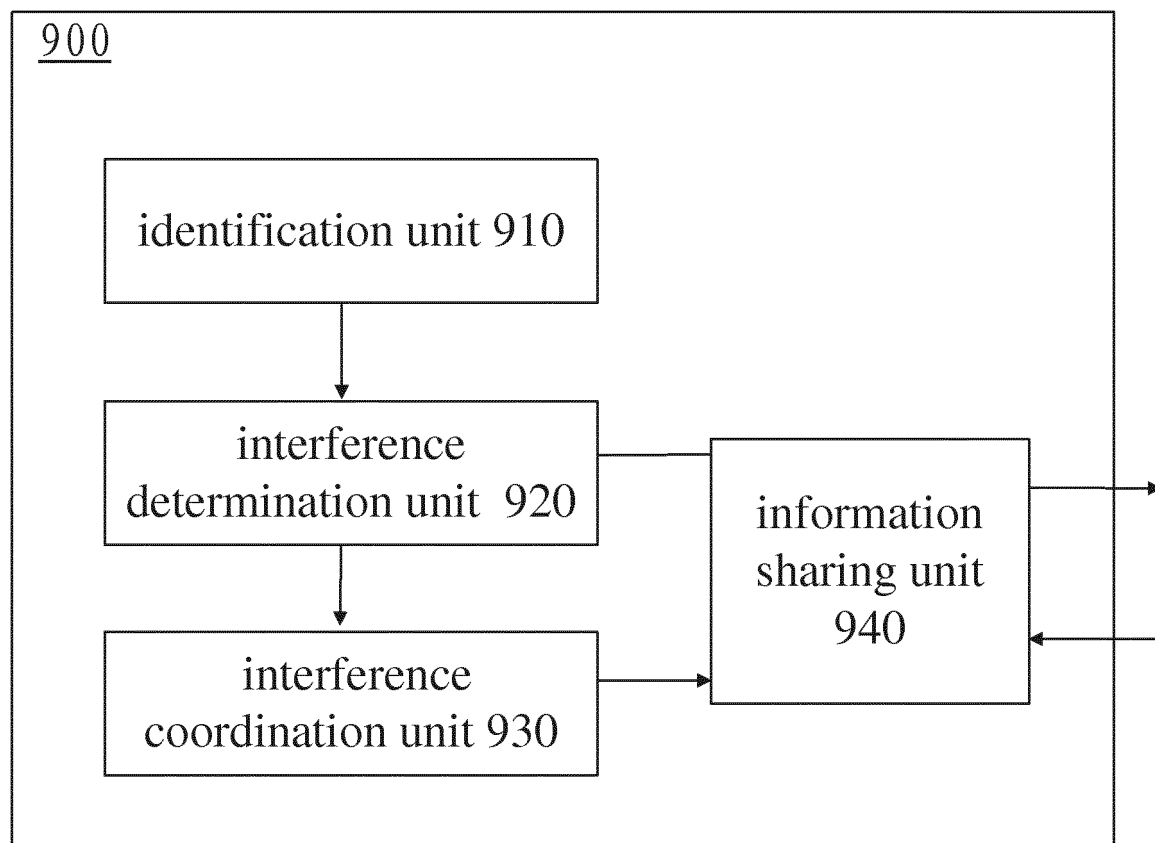 900
identification unit 910
interference
determination unit 920
interference
coordination unit 930
information
sharing unit
940